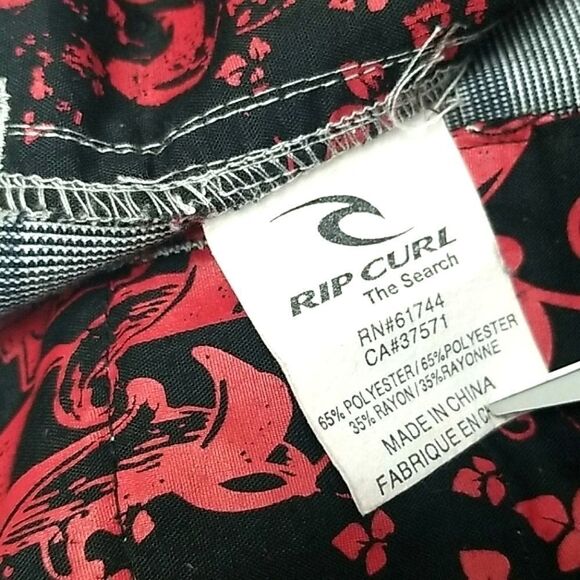 RIP CURL
The Search
RN#61744
CA#37571
65% POLYESTER/65%POLYESTER
35% RAYON/35%RAYONNE
MADE IN CHINA
FABRIQUE EN